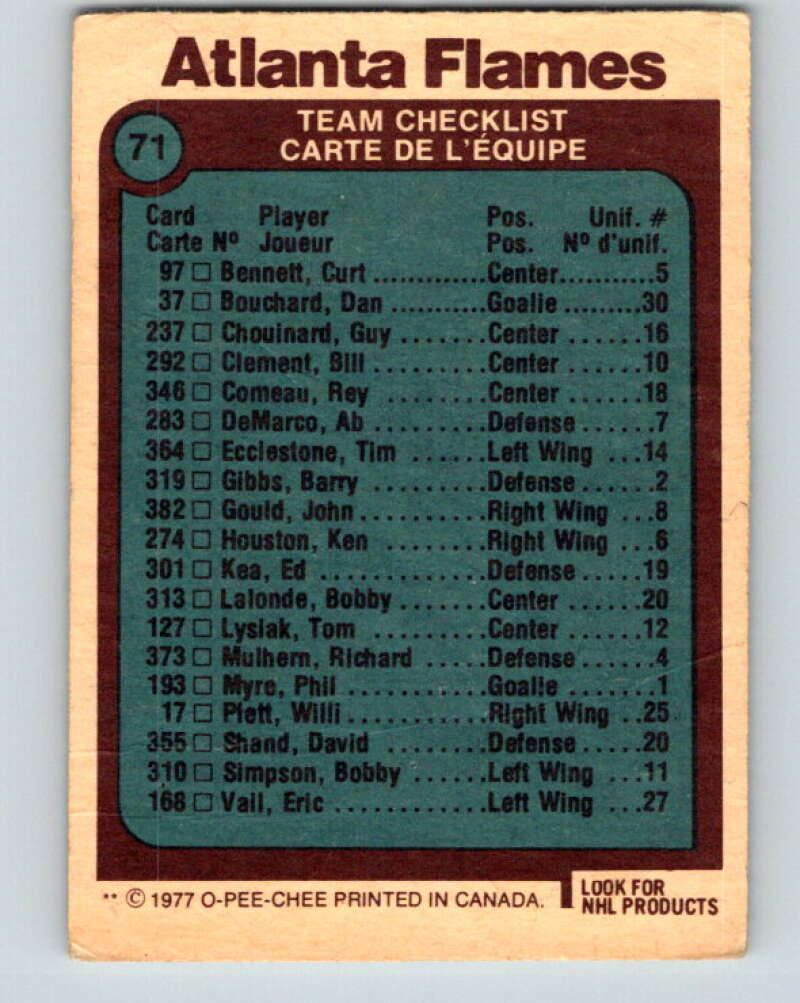 Atlanta Flames
71
TEAM CHECKLIST
CARTE DE L'ÉQUIPE
Card Player Pos. Unif. #
Carte Nº Joueur Pos. Nº d'unif.
97 □ Bennett, Curt .............Center...........5
37 □ Bouchard, Dan ...........Goalie .........30
237 □ Chouinard, Guy .......Center ......16
292 □ Clement, Bill .........Center ......10
346 □ Comeau, Rey .........Center ......18
283 □ DeMarco, Ab .........Defense ......7
364 □ Ecclestone, Tim ......Left Wing ...14
319 □ Gibbs, Barry .........Defense ......2
382 □ Gould, John..........Right Wing ...8
274 □ Houston, Ken ........Right Wing ...6
301 □ Kea, Ed .............Defense .....19
313 □ Lalonde, Bobby .......Center ......20
127 □ Lysiak, Tom .........Center ......12
373 □ Mulhern, Richard .....Defense ......4
193 □ Myre, Phil ...........Goalie .......1
17 □ Plett, Willi ...........Right Wing ..25
355 □ Shand, David ........Defense .....20
310 □ Simpson, Bobby ......Left Wing ...11
168 □ Vail, Eric ............Left Wing ...27
** © 1977 O-PEE-CHEE PRINTED IN CANADA.
LOOK FOR
NHL PRODUCTS